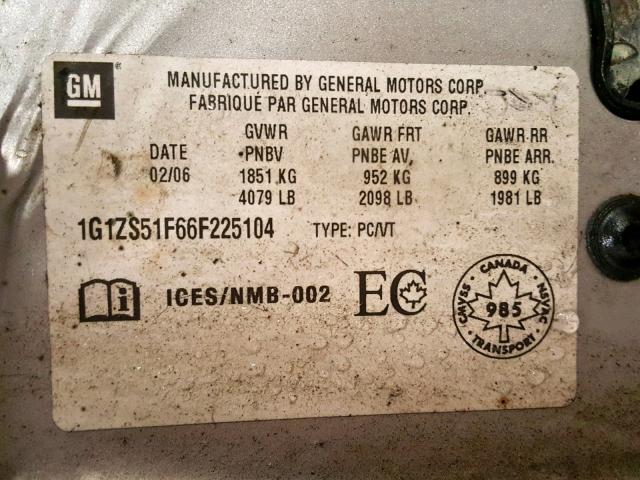 GM
MANUFACTURED BY GENERAL MOTORS CORP.
FABRIQUÉ PAR GENERAL MOTORS CORP.
GVWR GAWR FRT GAWR RR
DATE PNBV PNBE AV, PNBE ARR.
02/06 1851 KG 952 KG 899 KG
4079 LB 2098 LB 1981 LB
1G1ZS51F66F225104 TYPE: PC/VT
i ICES/NMB-002 EC
CANADA
CMVSS 985 NSVAC
TRANSPORT